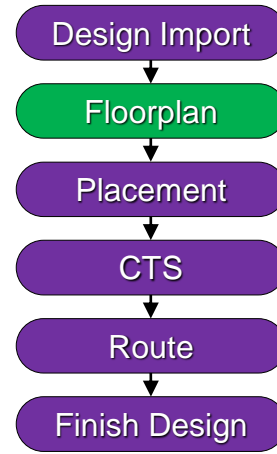 Design Import
Floorplan
Placement
CTS
Route
Finish Design